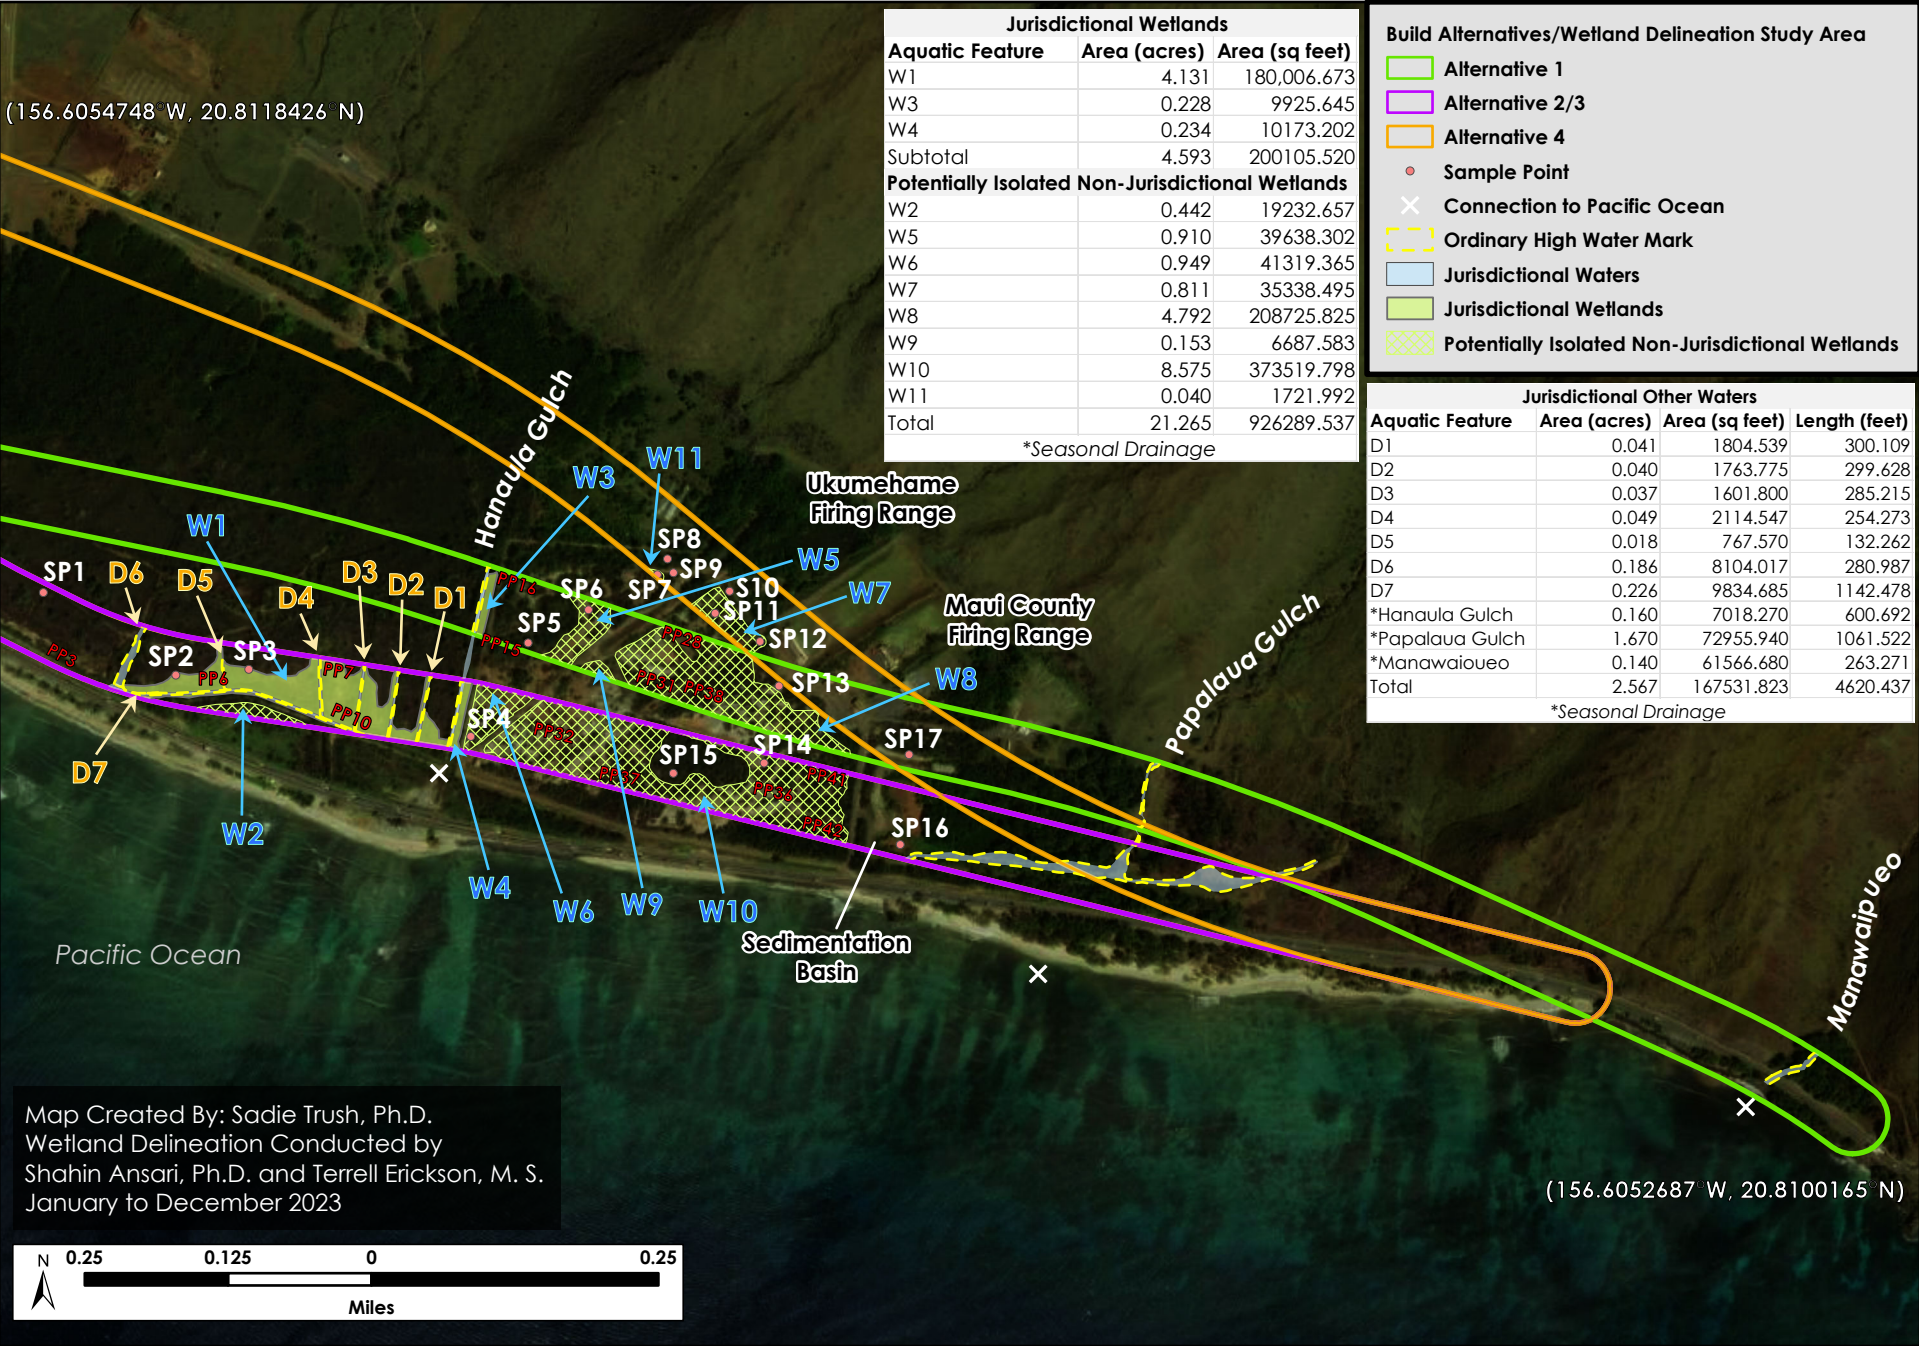 Jurisdictional Wetlands
Aquatic Feature Area (acres) Area (sq feet)
W1 4.131 180,006.673
W3 0.228 9925.645
W4 0.234 10173.202
Subtotal 4.593 200105.520
Potentially Isolated Non-Jurisdictional Wetlands
W2 0.442 19232.657
W5 0.910 39638.302
W6 0.949 41319.365
W7 0.811 35338.495
W8 4.792 208725.825
W9 0.153 6687.583
W10 8.575 373519.798
W11 0.040 1721.992
Total 21.265 926289.537
*Seasonal Drainage
Build Alternatives/Wetland Delineation Study Area
Alternative 1
Alternative 2/3
Alternative 4
Sample Point
Connection to Pacific Ocean
Ordinary High Water Mark
Jurisdictional Waters
Jurisdictional Wetlands
Potentially Isolated Non-Jurisdictional Wetlands
Jurisdictional Other Waters
Aquatic Feature Area (acres) Area (sq feet) Length (feet)
D1 0.041 1804.539 300.109
D2 0.040 1763.775 299.628
D3 0.037 1601.800 285.215
D4 0.049 2114.547 254.273
D5 0.018 767.570 132.262
D6 0.186 8104.017 280.987
D7 0.226 9834.685 1142.478
*Hanaula Gulch 0.160 7018.270 600.692
*Papalaua Gulch 1.670 72955.940 1061.522
*Manawaioueo 0.140 61566.680 263.271
Total 2.567 167531.823 4620.437
*Seasonal Drainage
(156.6054748°W, 20.8118426°N)
Hanaula Gulch
W11
W3
Ukumehame
Firing Range
W1
SP8
W5
SP1
D6
D5
D3
D2
D1
D4
PP16
SP6
SP7
SP9
S10
W7
SP11
Maui County
Firing Range
Papalaua Gulch
SP5
PP15
PP28
SP12
PP3
SP2
SP3
PP6
PP7
PP31
PP38
SP13
W8
PP10
SP4
PP32
SP14
SP17
SP15
D7
PP37
PP41
PP36
PP42
SP16
W2
W4
W6
W9
W10
Sedimentation
Basin
Manawaipueo
Pacific Ocean
Map Created By: Sadie Trush, Ph.D.
Wetland Delineation Conducted by
Shahin Ansari, Ph.D. and Terrell Erickson, M. S.
January to December 2023
(156.6052687°W, 20.8100165°N)
N 0.25 0.125 0 0.25
Miles